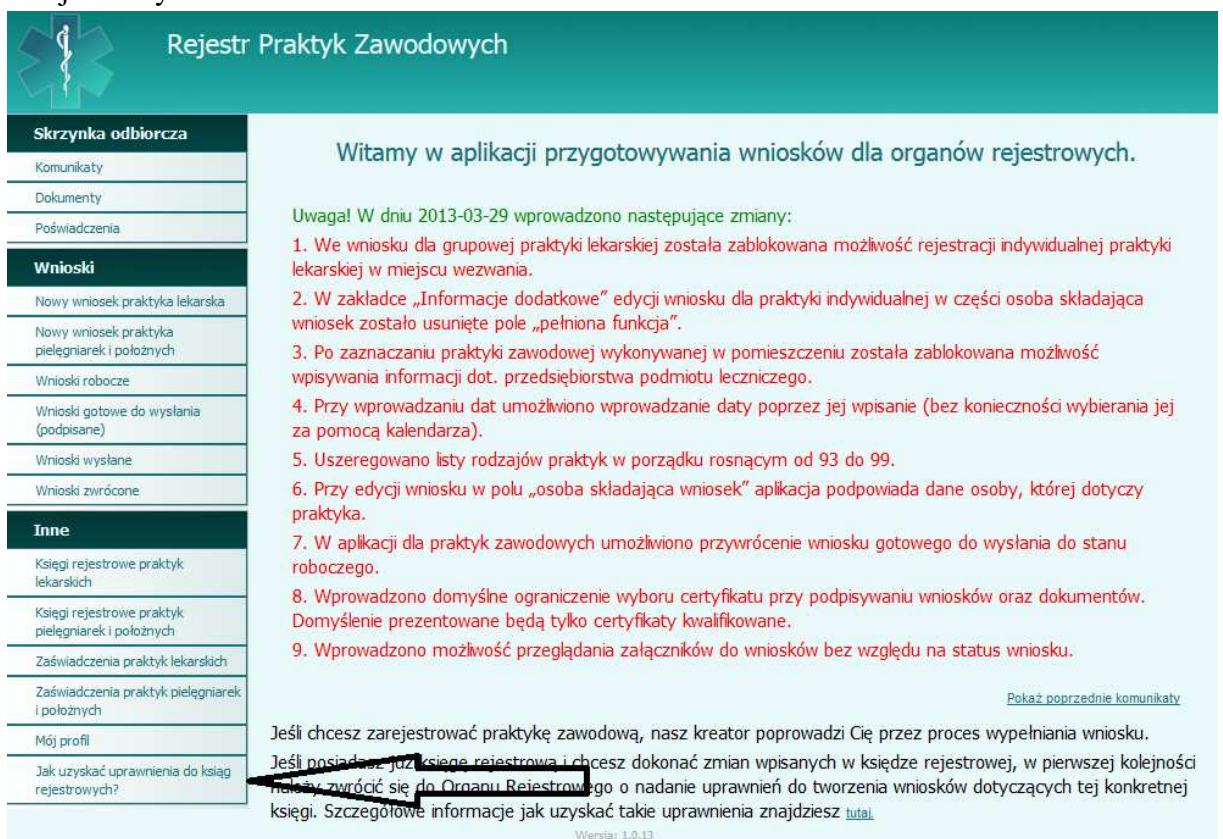 Rejestr Praktyk Zawodowych
Skrzynka odbiorcza
Komunikaty
Dokumenty
Poświadczenia
Wnioski
Nowy wniosek praktyka lekarska
Nowy wniosek praktyka
pielęgniarek i położnych
Wnioski robocze
Wnioski gotowe do wysłania
(podpisane)
Wnioski wysłane
Wnioski zwrócone
Inne
Księgi rejestrowe praktyk
lekarskich
Księgi rejestrowe praktyk
pielęgniarek i położnych
Zaświadczenia praktyk lekarskich
Zaświadczenia praktyk pielęgniarek
i położnych
Mój profil
Jak uzyskać uprawnienia do ksiąg
rejestrowych?
Witamy w aplikacji przygotowywania wniosków dla organów rejestrowych.
Uwaga! W dniu 2013-03-29 wprowadzono następujące zmiany:
1. We wniosku dla grupowej praktyki lekarskiej została zablokowana możliwość rejestracji indywidualnej praktyki
lekarskiej w miejscu wezwania.
2. W zakładce „Informacje dodatkowe” edycji wniosku dla praktyki indywidualnej w części osoba składająca
wniosek zostało usunięte pole „pełniona funkcja”.
3. Po zaznaczaniu praktyki zawodowej wykonywanej w pomieszczeniu została zablokowana możliwość
wpisywania informacji dot. przedsiębiorstwa podmiotu leczniczego.
4. Przy wprowadzaniu dat umożliwiono wprowadzanie daty poprzez jej wpisanie (bez konieczności wybierania jej
za pomocą kalendarza).
5. Uszeregowano listy rodzajów praktyk w porządku rosnącym od 93 do 99.
6. Przy edycji wniosku w polu „osoba składająca wniosek” aplikacja podpowiada dane osoby, której dotyczy
praktyka.
7. W aplikacji dla praktyk zawodowych umożliwiono przywrócenie wniosku gotowego do wysłania do stanu
roboczego.
8. Wprowadzono domyślne ograniczenie wyboru certyfikatu przy podpisywaniu wniosków oraz dokumentów.
Domyślenie prezentowane będą tylko certyfikaty kwalifikowane.
9. Wprowadzono możliwość przeglądania załączników do wniosków bez względu na status wniosku.
Pokaż poprzednie komunikaty
Jeśli chcesz zarejestrować praktykę zawodową, nasz kreator poprowadzi Cię przez proces wypełniania wniosku.
Jeśli posiadasz już księgę rejestrową i chcesz dokonać zmian wpisanych w księdze rejestrowej, w pierwszej kolejności
należy zwrócić się do Organu Rejestrowego o nadanie uprawnień do tworzenia wniosków dotyczących tej konkretnej
księgi. Szczegółowe informacje jak uzyskać takie uprawnienia znajdziesz tutaj.
Wersja: 1.0.13